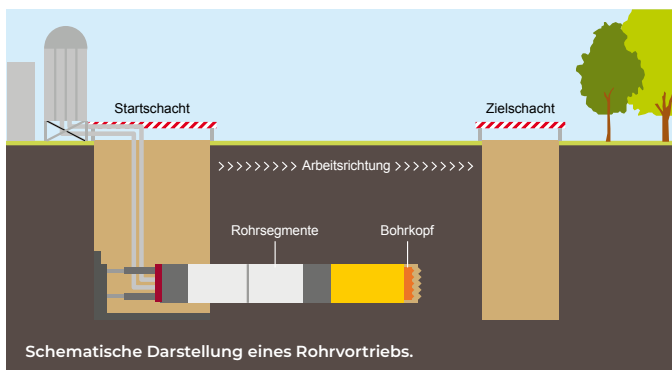 Startschacht
Zielschacht
>>>>>>>>> Arbeitsrichtung >>>>>>>>>
Rohrsegmente
Bohrkopf
Schematische Darstellung eines Rohrvortriebs.